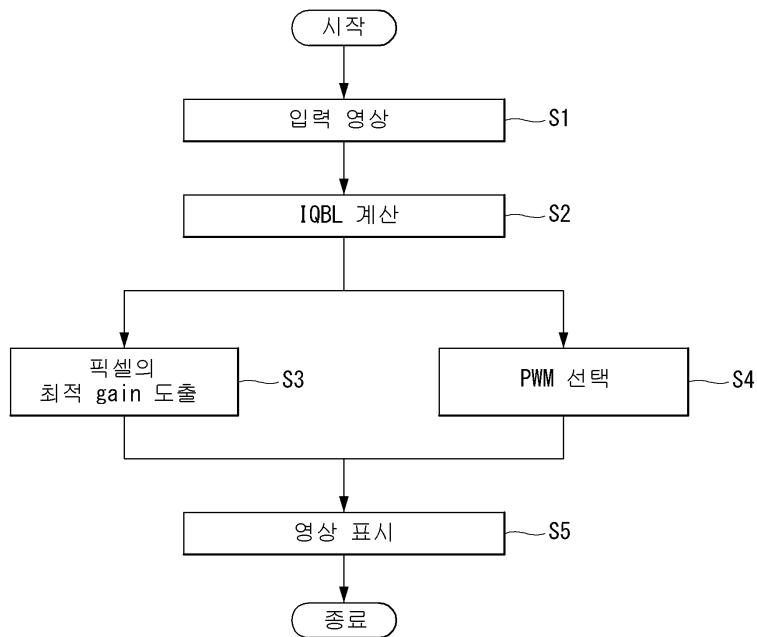 시작
입력 영상
S1
IQBL 계산
S2
픽셀의
최적 gain 도출
S3
PWM 선택
S4
영상 표시
S5
종료